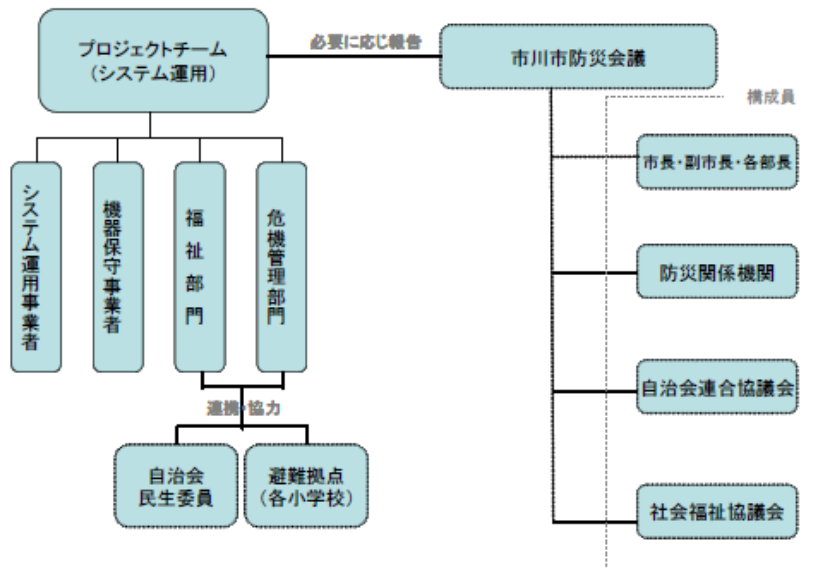 プロジェクトチーム
（システム運用）
必要に応じ報告
市川市防災会議
構成員
市長・副市長・各部長
防災関係機関
自治会連合協議会
社会福祉協議会
システム運用事業者
機器保守事業者
福祉部門
危機管理部門
連携・協力
自治会
民生委員
避難拠点
（各小学校）